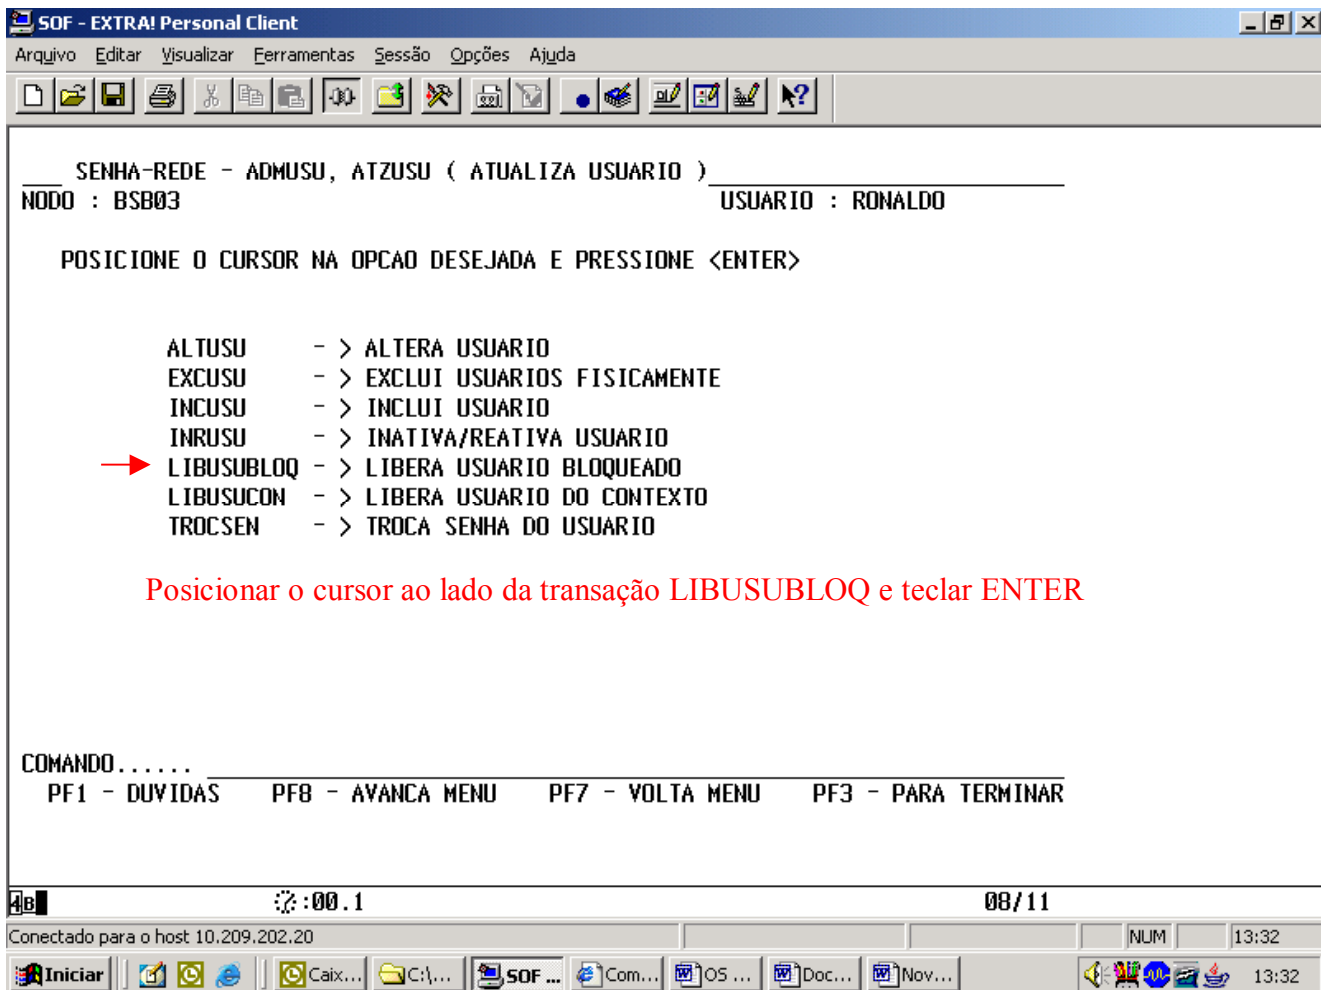 SOF - EXTRA! Personal Client
Arquivo Editar Visualizar Ferramentas Sessão Opções Ajuda
SENHA-REDE - ADMUSU, ATZUSU ( ATUALIZA USUARIO )
NODO : BSB03 USUARIO : RONALDO
POSICIONE O CURSOR NA OPCAO DESEJADA E PRESSIONE <ENTER>
ALTUSU - > ALTERA USUARIO
EXCUSU - > EXCLUI USUARIOS FISICAMENTE
INCUSU - > INCLUI USUARIO
INRUSU - > INATIVA/REATIVA USUARIO
LIBUSUBLOQ - > LIBERA USUARIO BLOQUEADO
LIBUSUCON - > LIBERA USUARIO DO CONTEXTO
TROCSEN - > TROCA SENHA DO USUARIO
Posicionar o cursor ao lado da transação LIBUSUBLOQ e teclar ENTER
COMANDO......
PF1 - DUVIDAS PF8 - AVANCA MENU PF7 - VOLTA MENU PF3 - PARA TERMINAR
4B :00.1 08/11
Conectado para o host 10.209.202.20 NUM 13:32
Iniciar Caix... C:\... SOF ... Com... OS ... Doc... Nov... 13:32